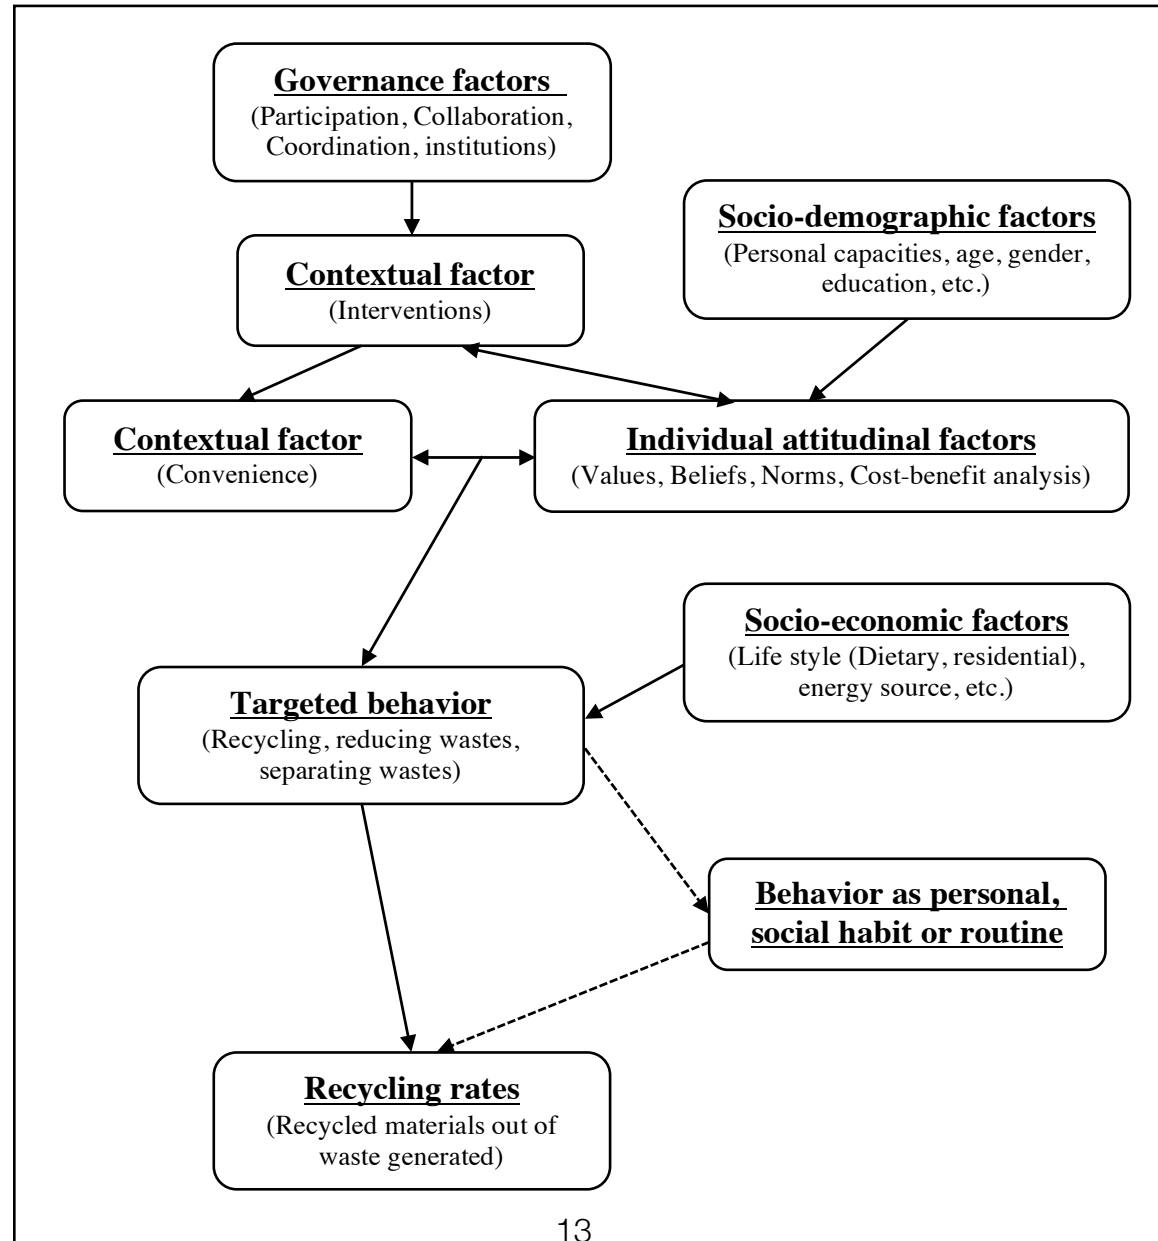 Governance factors
(Participation, Collaboration,
Coordination, institutions)
Socio-demographic factors
(Personal capacities, age, gender,
education, etc.)
Contextual factor
(Interventions)
Contextual factor
(Convenience)
Individual attitudinal factors
(Values, Beliefs, Norms, Cost-benefit analysis)
Socio-economic factors
(Life style (Dietary, residential),
energy source, etc.)
Targeted behavior
(Recycling, reducing wastes,
separating wastes)
Behavior as personal,
social habit or routine
Recycling rates
(Recycled materials out of
waste generated)
13